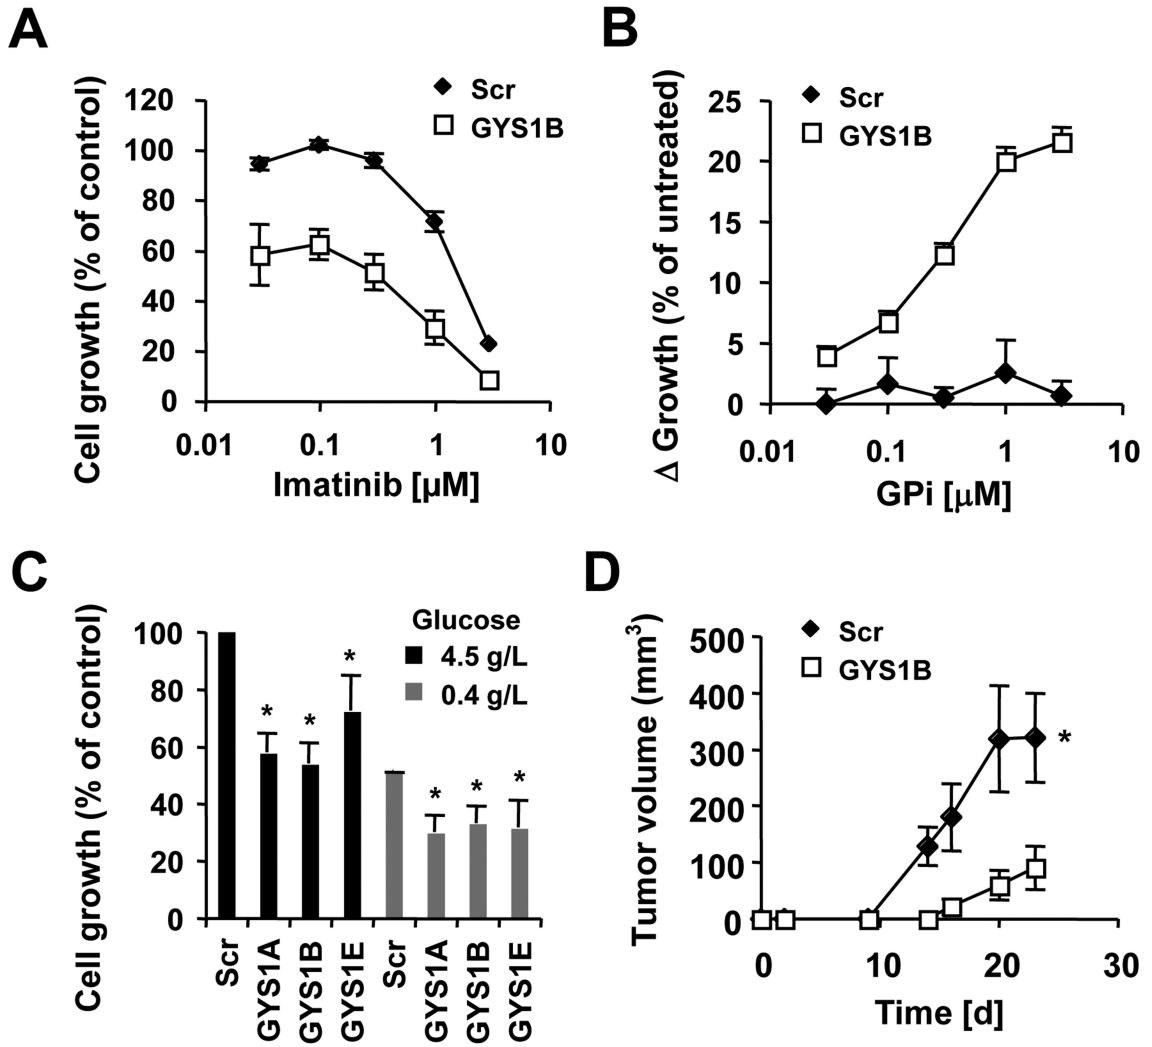 A
Scr
GYS1B
120
100
80
60
40
20
0
0.01 0.1 1 10
Cell growth (% of control)
Imatinib [µM]
B
Scr
GYS1B
25
20
15
10
5
0
0.01 0.1 1 10
Δ Growth (% of untreated)
GPi [µM]
C
Glucose
4.5 g/L
0.4 g/L
100
80
60
40
20
0
* * * * * *
Scr GYS1A GYS1B GYS1E Scr GYS1A GYS1B GYS1E
Cell growth (% of control)
D
Scr
GYS1B
500
400
300
200
100
0
*
0 10 20 30
Tumor volume (mm³)
Time [d]